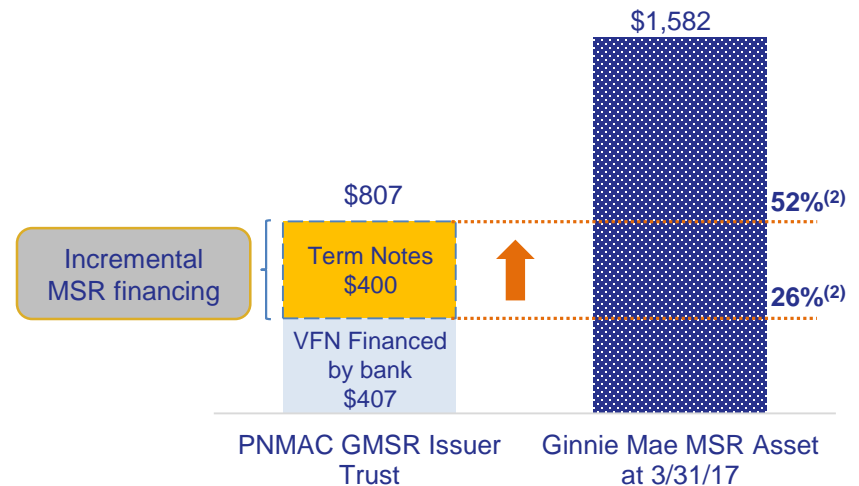 $1,582
$807
52%(2)
Incremental
MSR financing
Term Notes
$400
26%(2)
VFN Financed
by bank
$407
PNMAC GMSR Issuer
Trust
Ginnie Mae MSR Asset
at 3/31/17